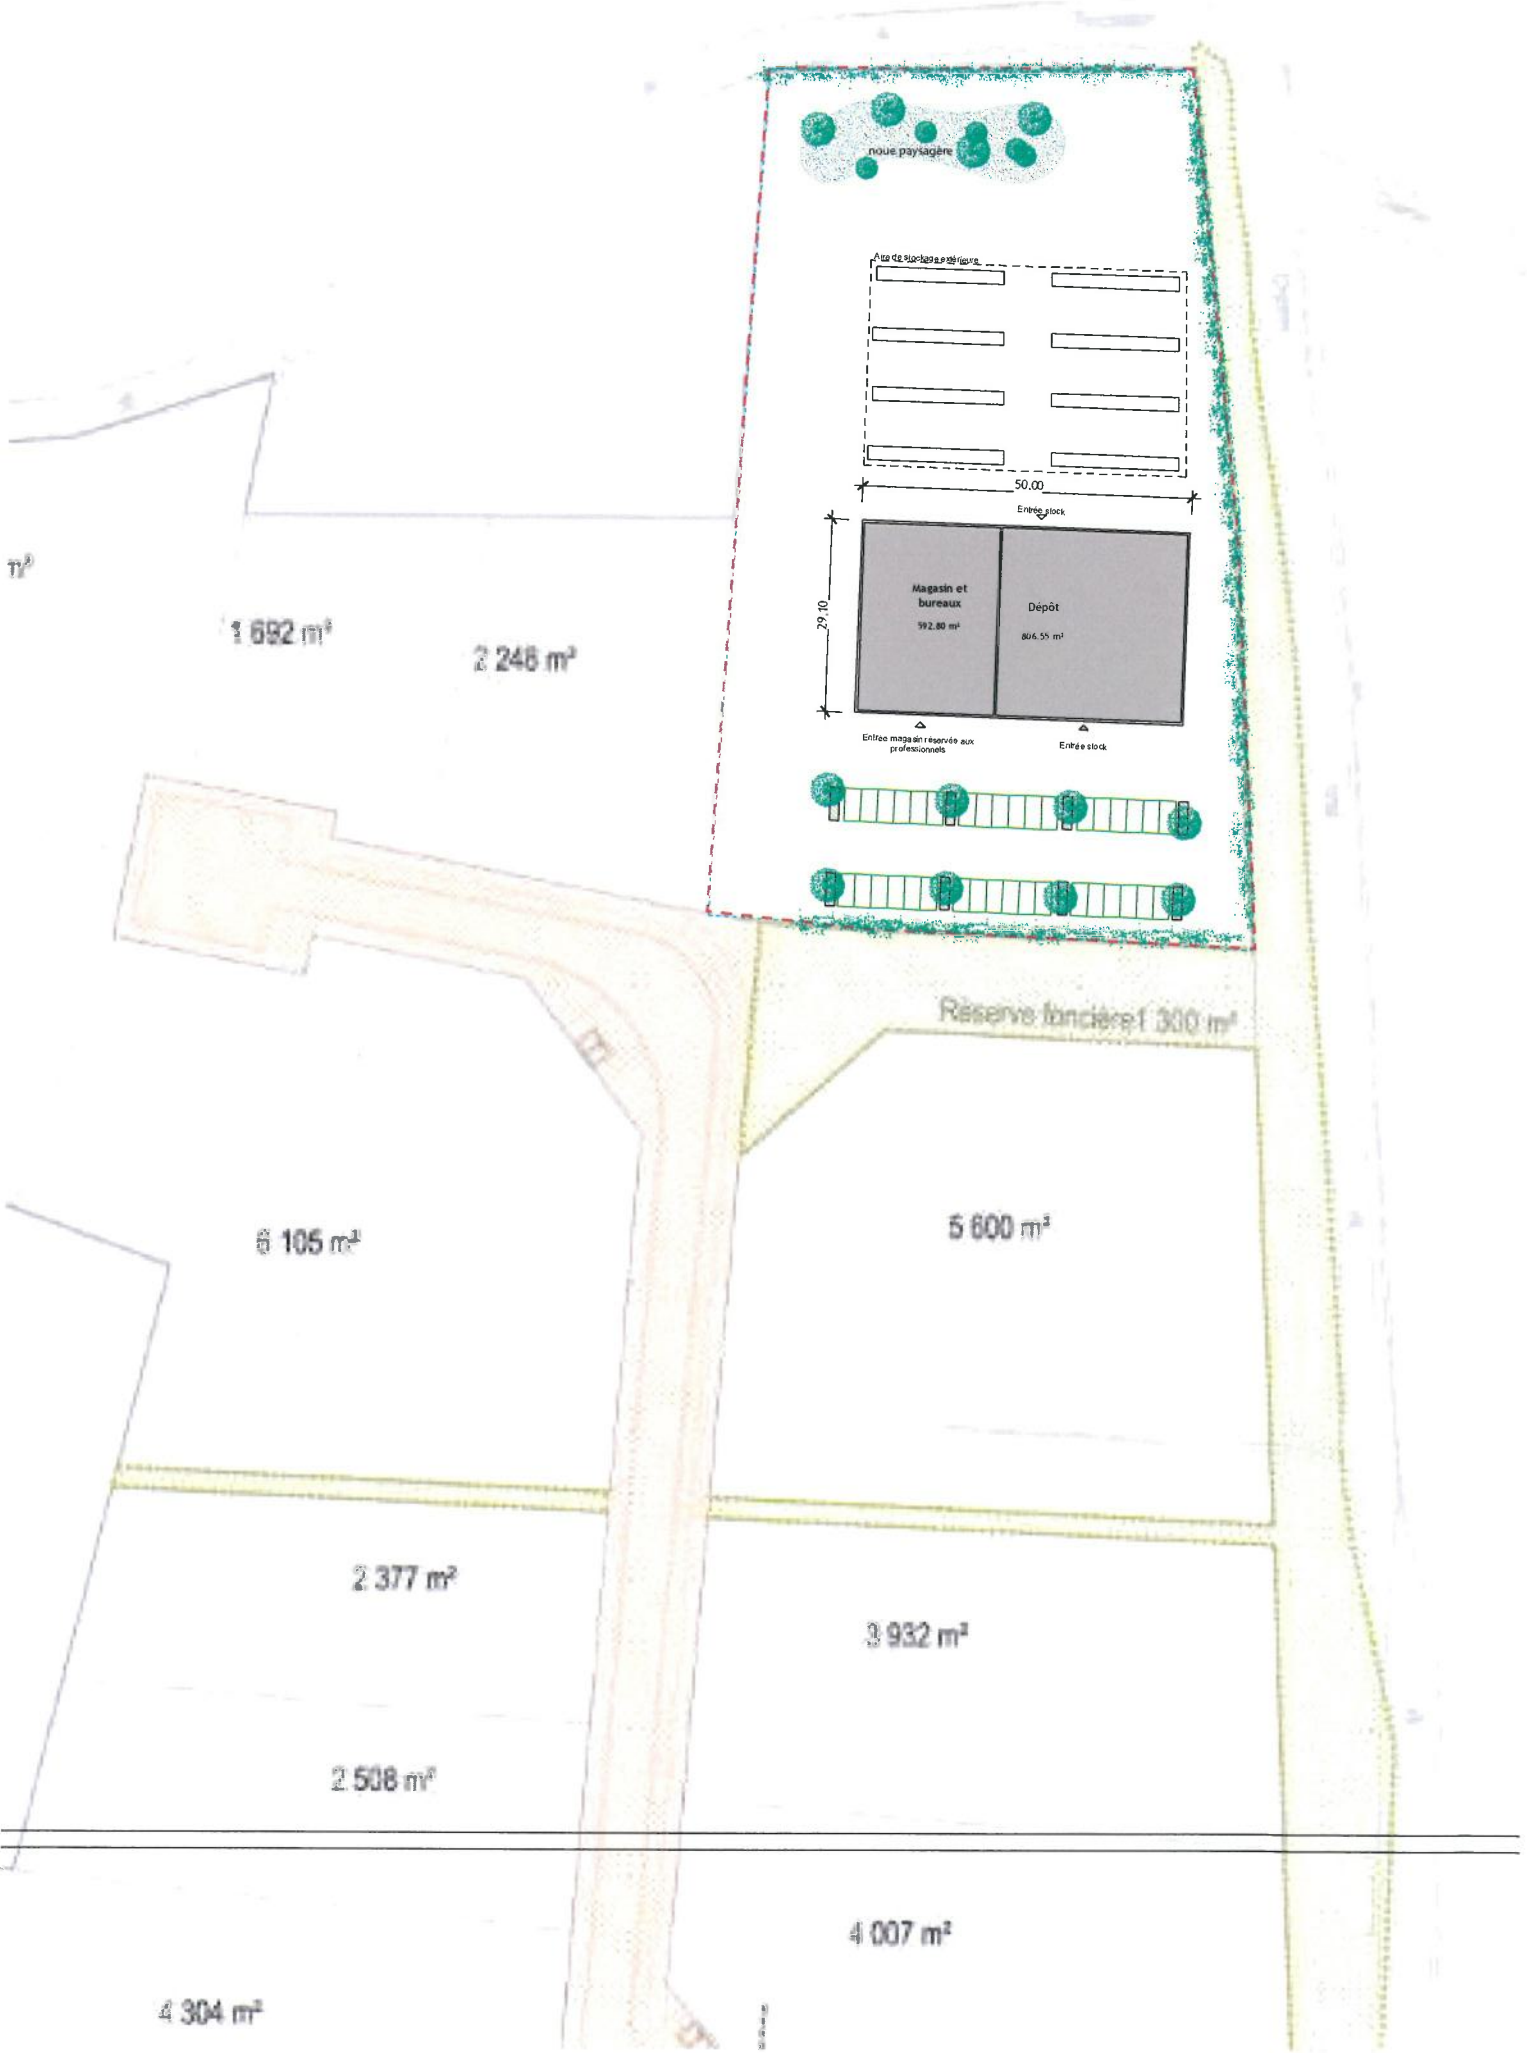 noue paysagère
Aire de stockage extérieure
50.00
Entrée stock
29.10
Magasin et
bureaux
592.80 m²
Dépôt
806.55 m²
Entrée magasin réservée aux
professionnels
Entrée stock
m²
1 692 m²
2 248 m²
Réserve foncière1 300 m²
6 105 m²
5 600 m²
2 377 m²
3 932 m²
2 508 m²
4 007 m²
4 304 m²